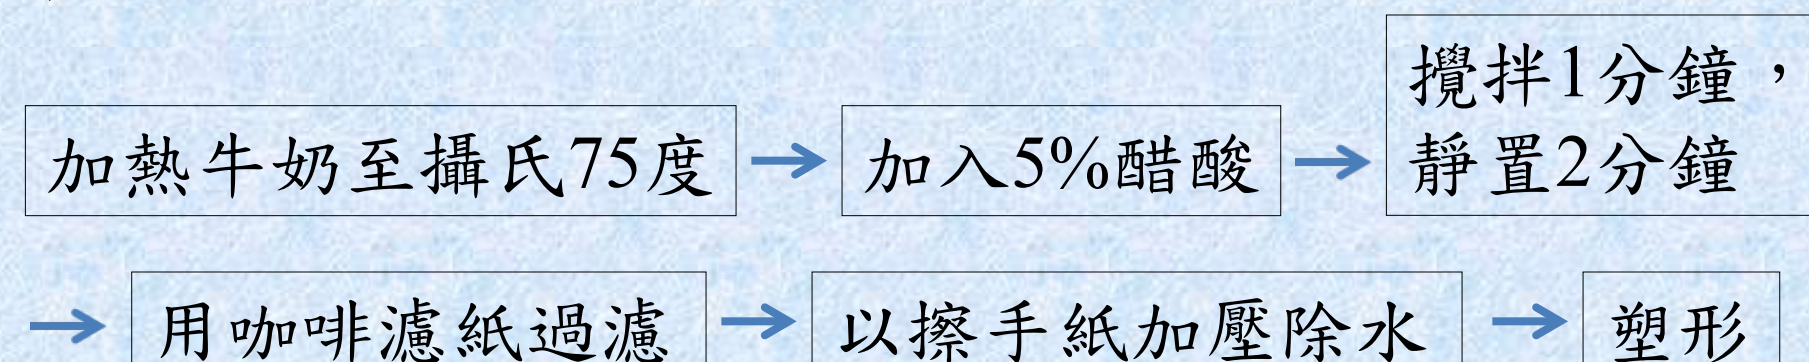 加熱牛奶至攝氏75度
加入5%醋酸
攪拌1分鐘，
靜置2分鐘
用咖啡濾紙過濾
以擦手紙加壓除水
塑形